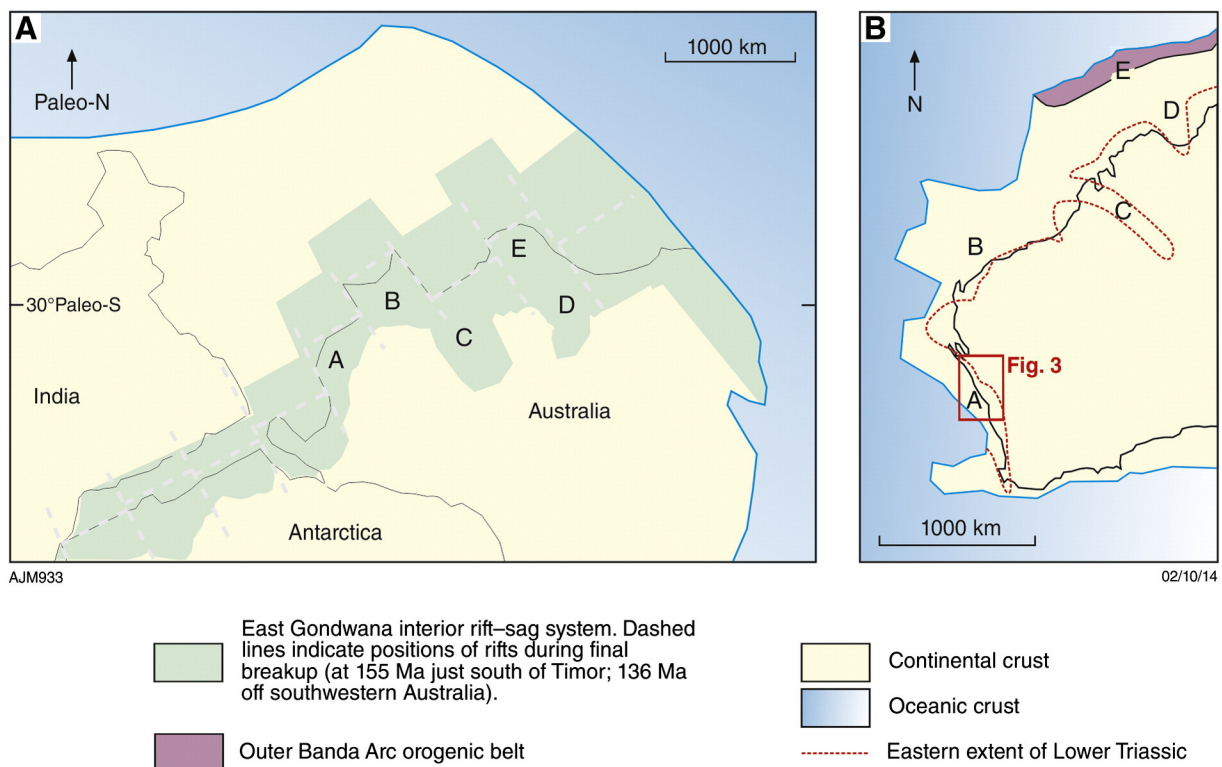 A
1000 km
Paleo-N
E
30°Paleo-S
B
D
C
A
India
Australia
Antarctica
AJM933
B
E
N
D
C
B
Fig. 3
A
1000 km
02/10/14
East Gondwana interior rift–sag system. Dashed
lines indicate positions of rifts during final
breakup (at 155 Ma just south of Timor; 136 Ma
off southwestern Australia).
Outer Banda Arc orogenic belt
Continental crust
Oceanic crust
Eastern extent of Lower Triassic